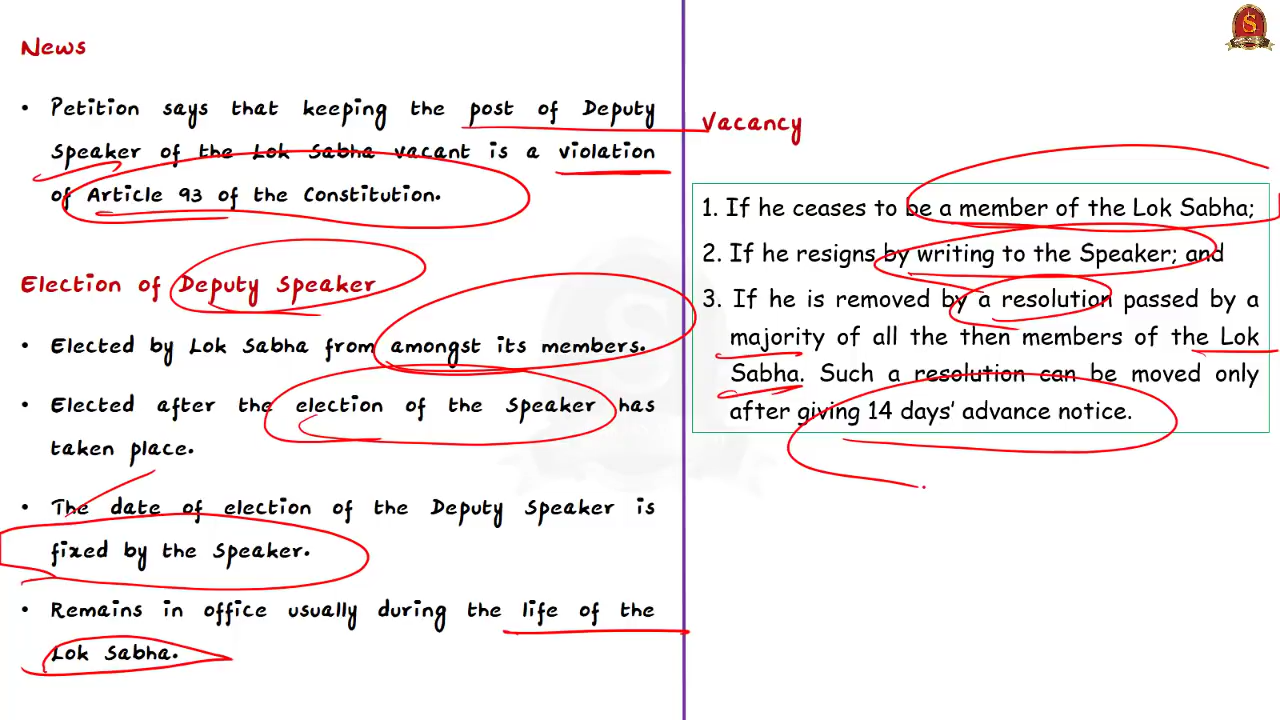 News
• Petition says that keeping the post of Deputy
Speaker of the Lok Sabha vacant is a violation
of Article 93 of the Constitution.
Election of Deputy Speaker
• Elected by Lok Sabha from amongst its members.
• Elected after the election of the Speaker has
taken place.
• The date of election of the Deputy Speaker is
fixed by the Speaker.
• Remains in office usually during the life of the
Lok Sabha.
Vacancy
1. If he ceases to be a member of the Lok Sabha;
2. If he resigns by writing to the Speaker; and
3. If he is removed by a resolution passed by a
majority of all the then members of the Lok
Sabha. Such a resolution can be moved only
after giving 14 days’ advance notice.
S